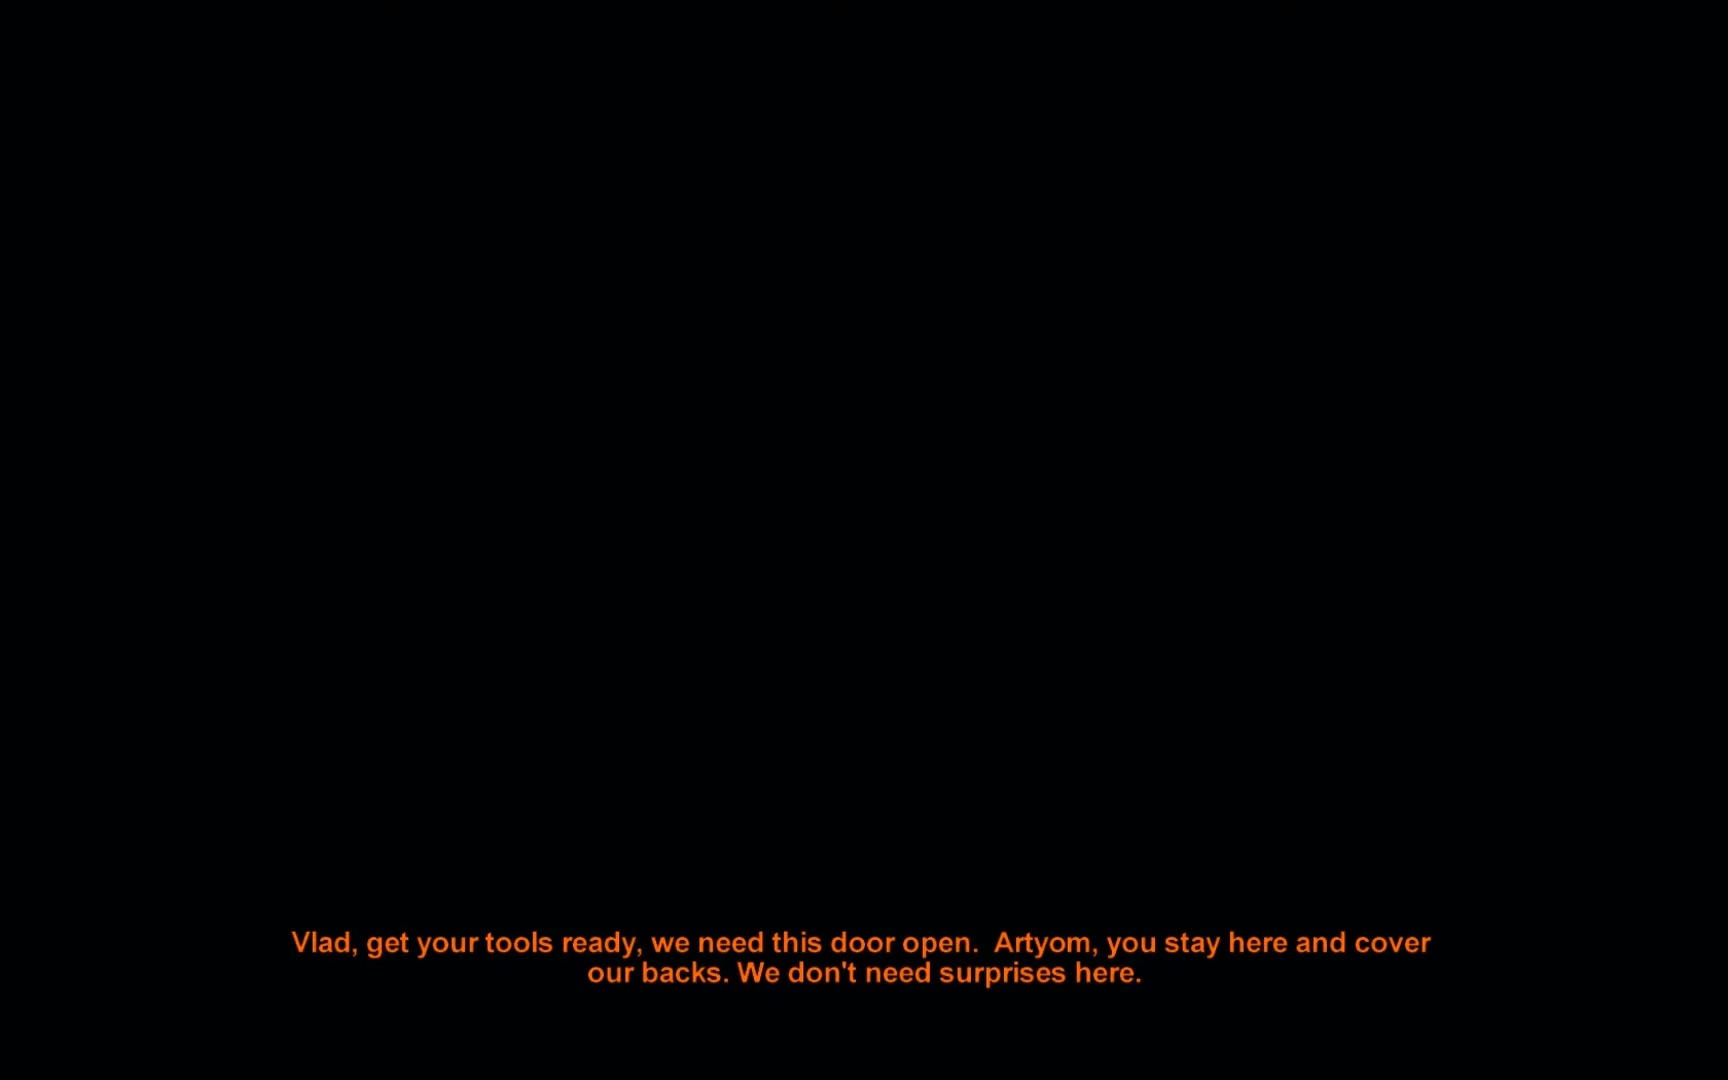 Vlad, get your tools ready, we need this door open.  Artyom, you stay here and cover
our backs. We don't need surprises here.